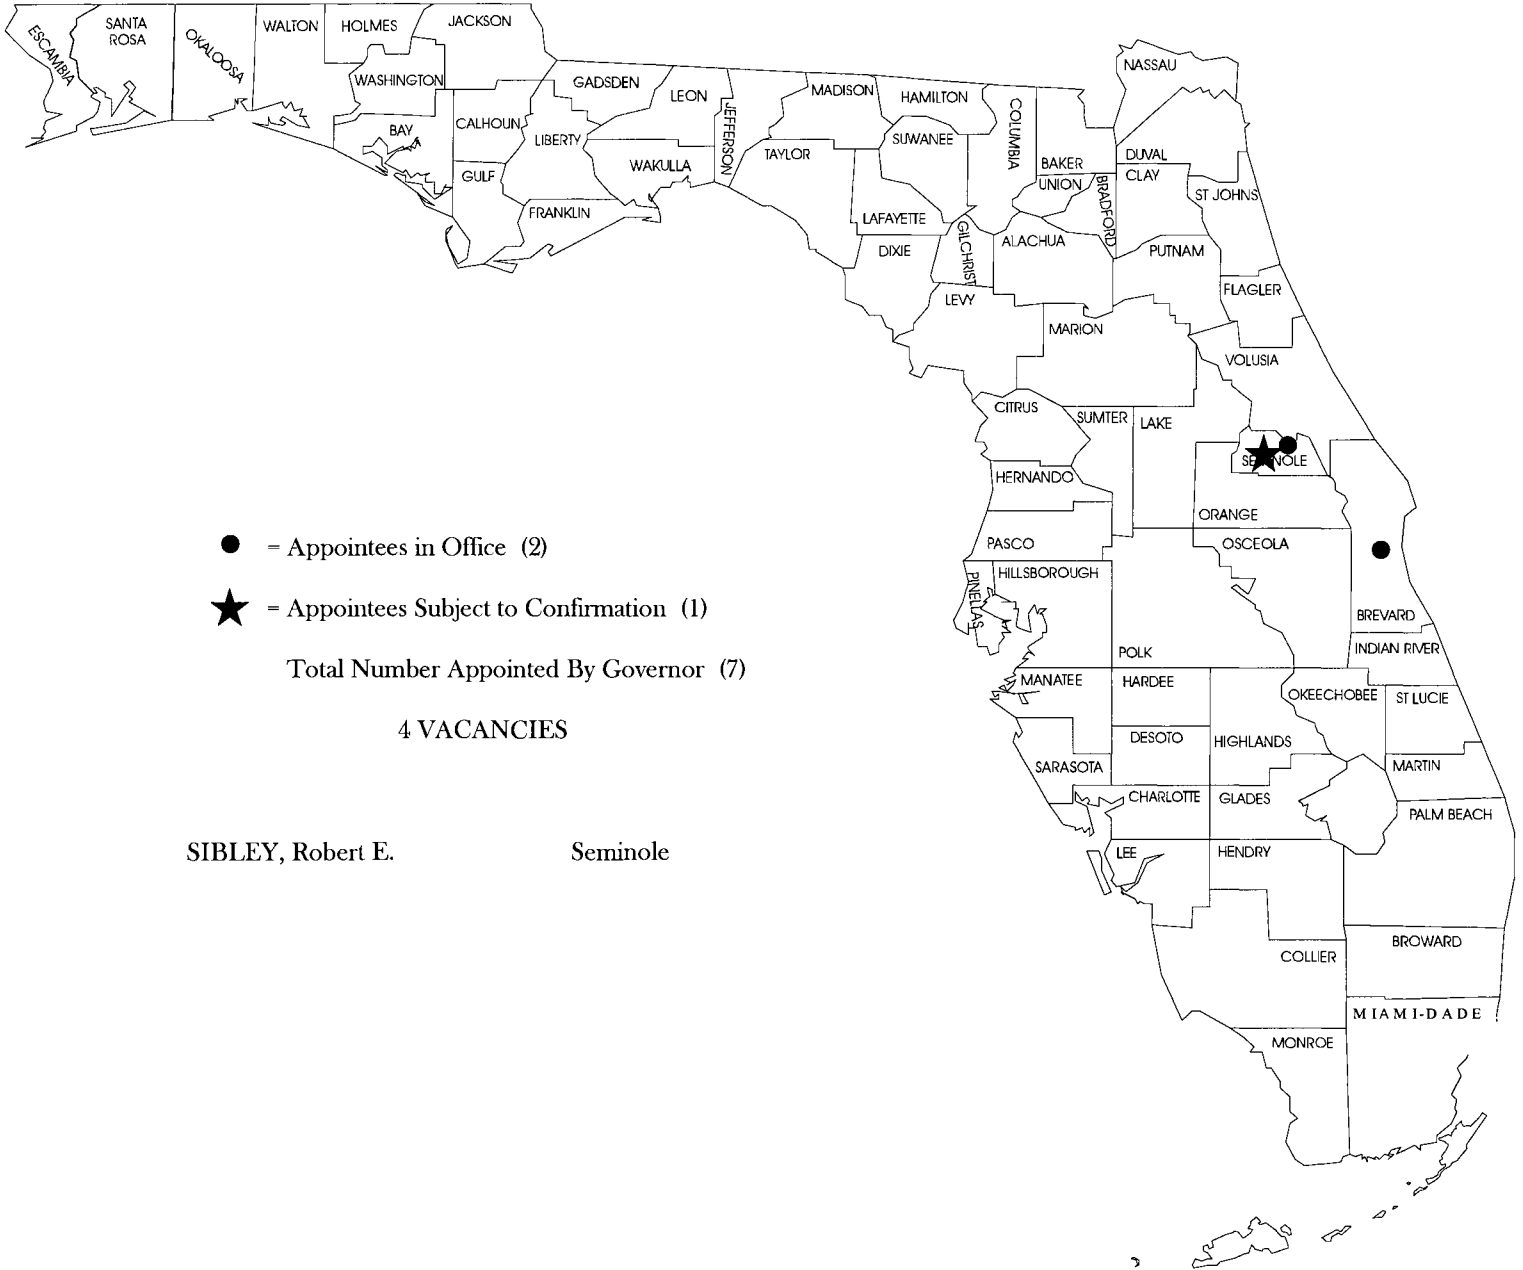 ESCAMBIA
SANTA
ROSA
OKALOOSA
WALTON
HOLMES
JACKSON
WASHINGTON
BAY
CALHOUN
GULF
GADSDEN
LIBERTY
FRANKLIN
LEON
WAKULLA
JEFFERSON
MADISON
TAYLOR
HAMILTON
SUWANEE
LAFAYETTE
DIXIE
COLUMBIA
GILCHRIST
BAKER
UNION
BRADFORD
ALACHUA
LEVY
NASSAU
DUVAL
CLAY
ST JOHNS
PUTNAM
FLAGLER
MARION
VOLUSIA
CITRUS
SUMTER
LAKE
SEMINOLE
HERNANDO
ORANGE
PASCO
OSCEOLA
HILLSBOROUGH
PINELLAS
BREVARD
POLK
INDIAN RIVER
MANATEE
HARDEE
OKEECHOBEE
ST LUCIE
DESOTO
HIGHLANDS
SARASOTA
MARTIN
CHARLOTTE
GLADES
PALM BEACH
LEE
HENDRY
BROWARD
COLLIER
MIAMI-DADE
MONROE
= Appointees in Office (2)
= Appointees Subject to Confirmation (1)
Total Number Appointed By Governor (7)
4 VACANCIES
SIBLEY, Robert E. Seminole